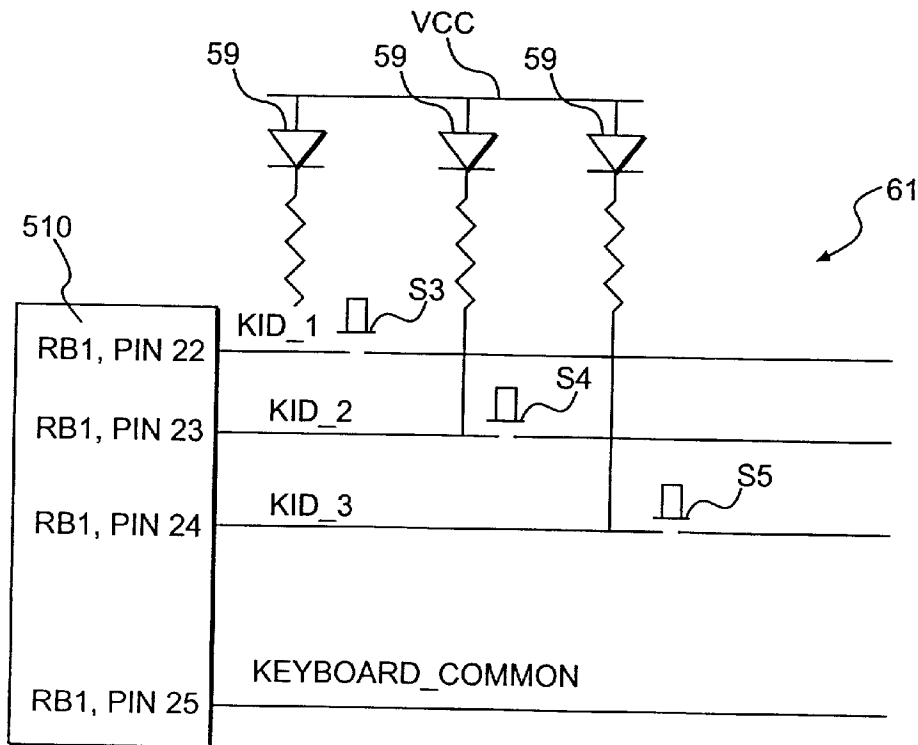 VCC
59
59
59
61
510
S3
KID_1
RB1, PIN 22
S4
KID_2
RB1, PIN 23
S5
KID_3
RB1, PIN 24
KEYBOARD_COMMON
RB1, PIN 25